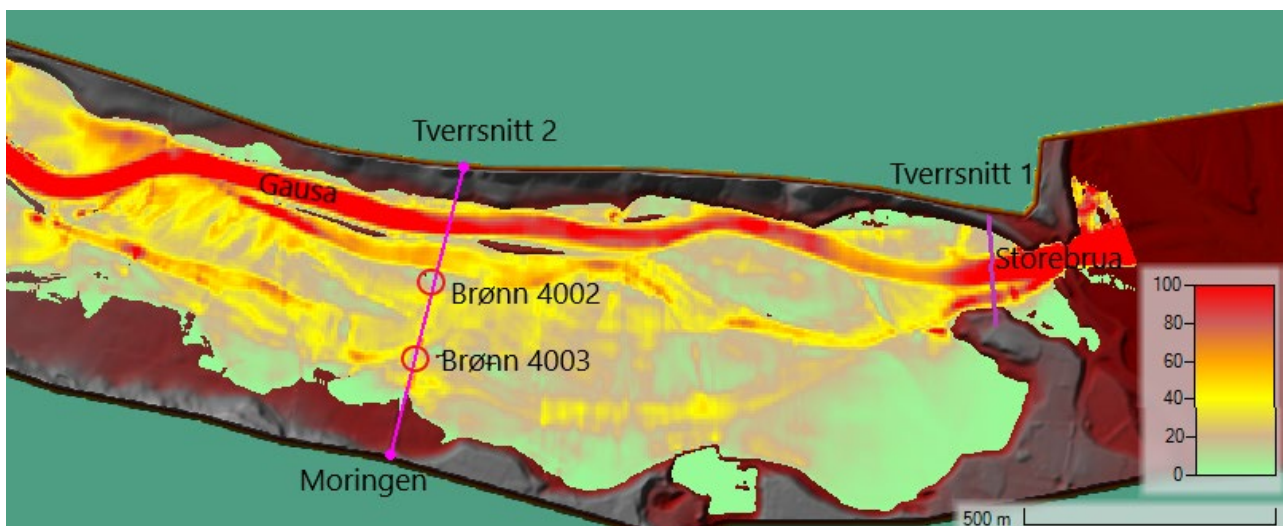 Tverrsnitt 2
Tverrsnitt 1
Gausa
Storebrua
Brønn 4002
Brønn 4003
Moringen
100
80
60
40
20
0
500 m